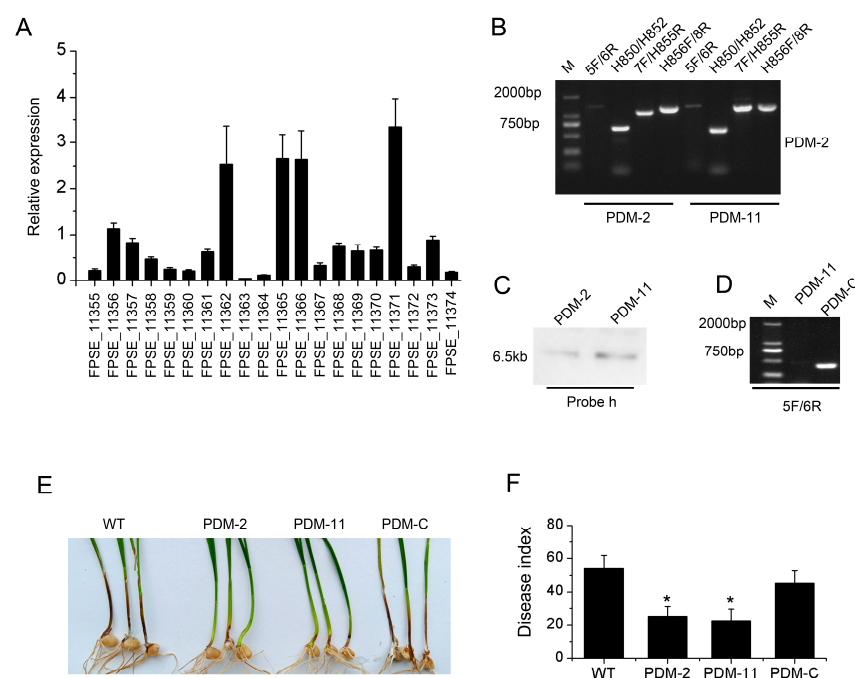 A
Relative expression
5
4
3
2
1
0
FPSE_11355
FPSE_11356
FPSE_11357
FPSE_11358
FPSE_11359
FPSE_11360
FPSE_11361
FPSE_11362
FPSE_11363
FPSE_11364
FPSE_11365
FPSE_11366
FPSE_11367
FPSE_11368
FPSE_11369
FPSE_11370
FPSE_11371
FPSE_11372
FPSE_11373
FPSE_11374
B
M
5F/6R
H850/H852
7F/H855R
H856F/8R
5F/6R
H850/H852
7F/H855R
H856F/8R
2000bp
750bp
PDM-2
PDM-2
PDM-11
C
PDM-2
PDM-11
6.5kb
Probe h
D
M
PDM-11
PDM-C
2000bp
750bp
5F/6R
E
WT
PDM-2
PDM-11
PDM-C
F
Disease index
80
60
40
20
0
*
*
WT
PDM-2
PDM-11
PDM-C